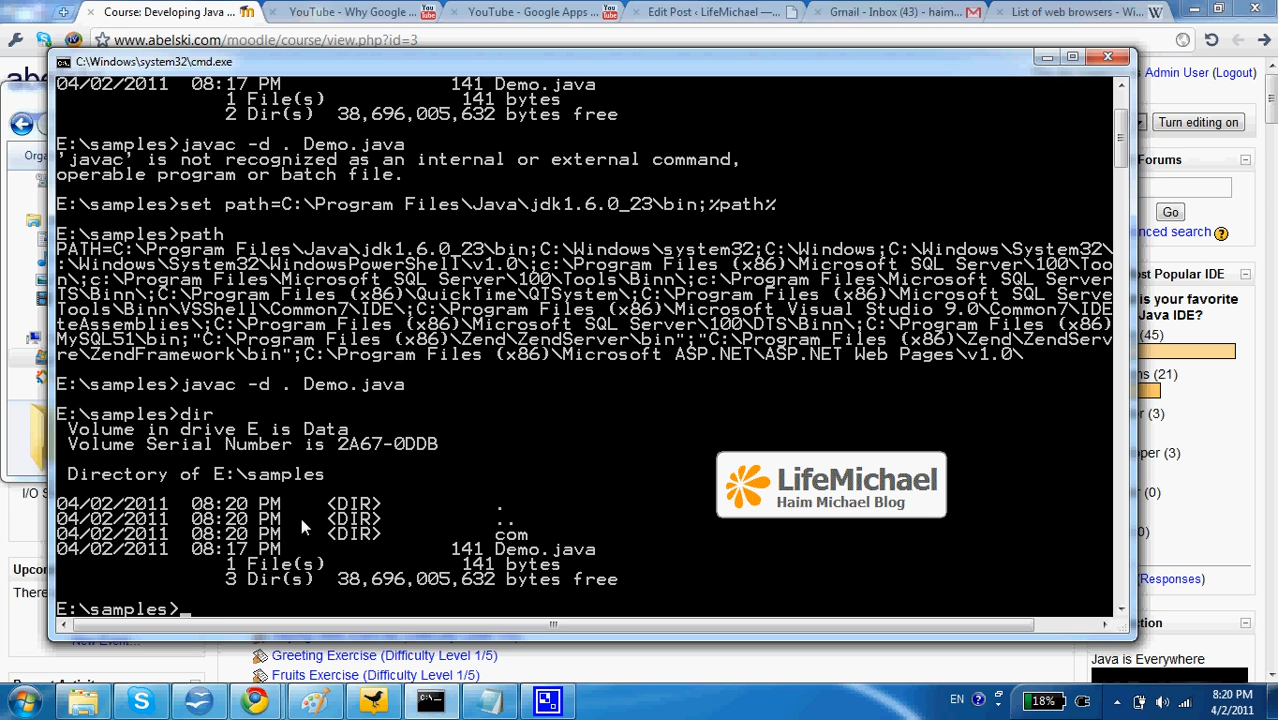 Course: Developing Java
YouTube - Why Google
YouTube - Google Apps
Edit Post ‹ LifeMichael —
Gmail - Inbox (43) - haim.m
List of web browsers - Wi
www.abelski.com/moodle/course/view.php?id=3
C:\Windows\system32\cmd.exe
Admin User (Logout)
Turn editing on
04/02/2011 08:17 PM 141 Demo.java
1 File(s) 141 bytes
2 Dir(s) 38,696,005,632 bytes free
E:\samples>javac -d . Demo.java
'javac' is not recognized as an internal or external command,
operable program or batch file.
E:\samples>set path=C:\Program Files\Java\jdk1.6.0_23\bin;%path%
E:\samples>path
PATH=C:\Program Files\Java\jdk1.6.0_23\bin;C:\Windows\system32;C:\Windows;C:\Windows\System32\
:\Windows\System32\WindowsPowerShell\v1.0\;c:\Program Files (x86)\Microsoft SQL Server\100\Too
n\;c:\Program Files\Microsoft SQL Server\100\Tools\Binn\;c:\Program Files\Microsoft SQL Server
TS\Binn\;C:\Program Files (x86)\QuickTime\QTSystem\;C:\Program Files (x86)\Microsoft SQL Serve
Tools\Binn\VSShell\Common7\IDE\;C:\Program Files (x86)\Microsoft Visual Studio 9.0\Common7\IDE
teAssemblies\;C:\Program Files (x86)\Microsoft SQL Server\100\DTS\Binn\;C:\Program Files (x86)
MySQL51\bin;"C:\Program Files (x86)\Zend\ZendServer\bin";"C:\Program Files (x86)\Zend\ZendServ
re\ZendFramework\bin";C:\Program Files (x86)\Microsoft ASP.NET\ASP.NET Web Pages\v1.0\
E:\samples>javac -d . Demo.java
E:\samples>dir
Volume in drive E is Data
Volume Serial Number is 2A67-0DDB
Directory of E:\samples
04/02/2011 08:20 PM <DIR> .
04/02/2011 08:20 PM <DIR> ..
04/02/2011 08:20 PM <DIR> com
04/02/2011 08:17 PM 141 Demo.java
1 File(s) 141 bytes
3 Dir(s) 38,696,005,632 bytes free
E:\samples>_
LifeMichael
Haim Michael Blog
Orga
I/O S
Upcor
There
Forums
Go
nced search
st Popular IDE
is your favorite
Java IDE?
(45)
ns (21)
er (3)
oper (3)
r (0)
(0)
(Responses)
ction
Java is Everywhere
Greeting Exercise (Difficulty Level 1/5)
Fruits Exercise (Difficulty Level 1/5)
EN
18%
8:20 PM
4/2/2011